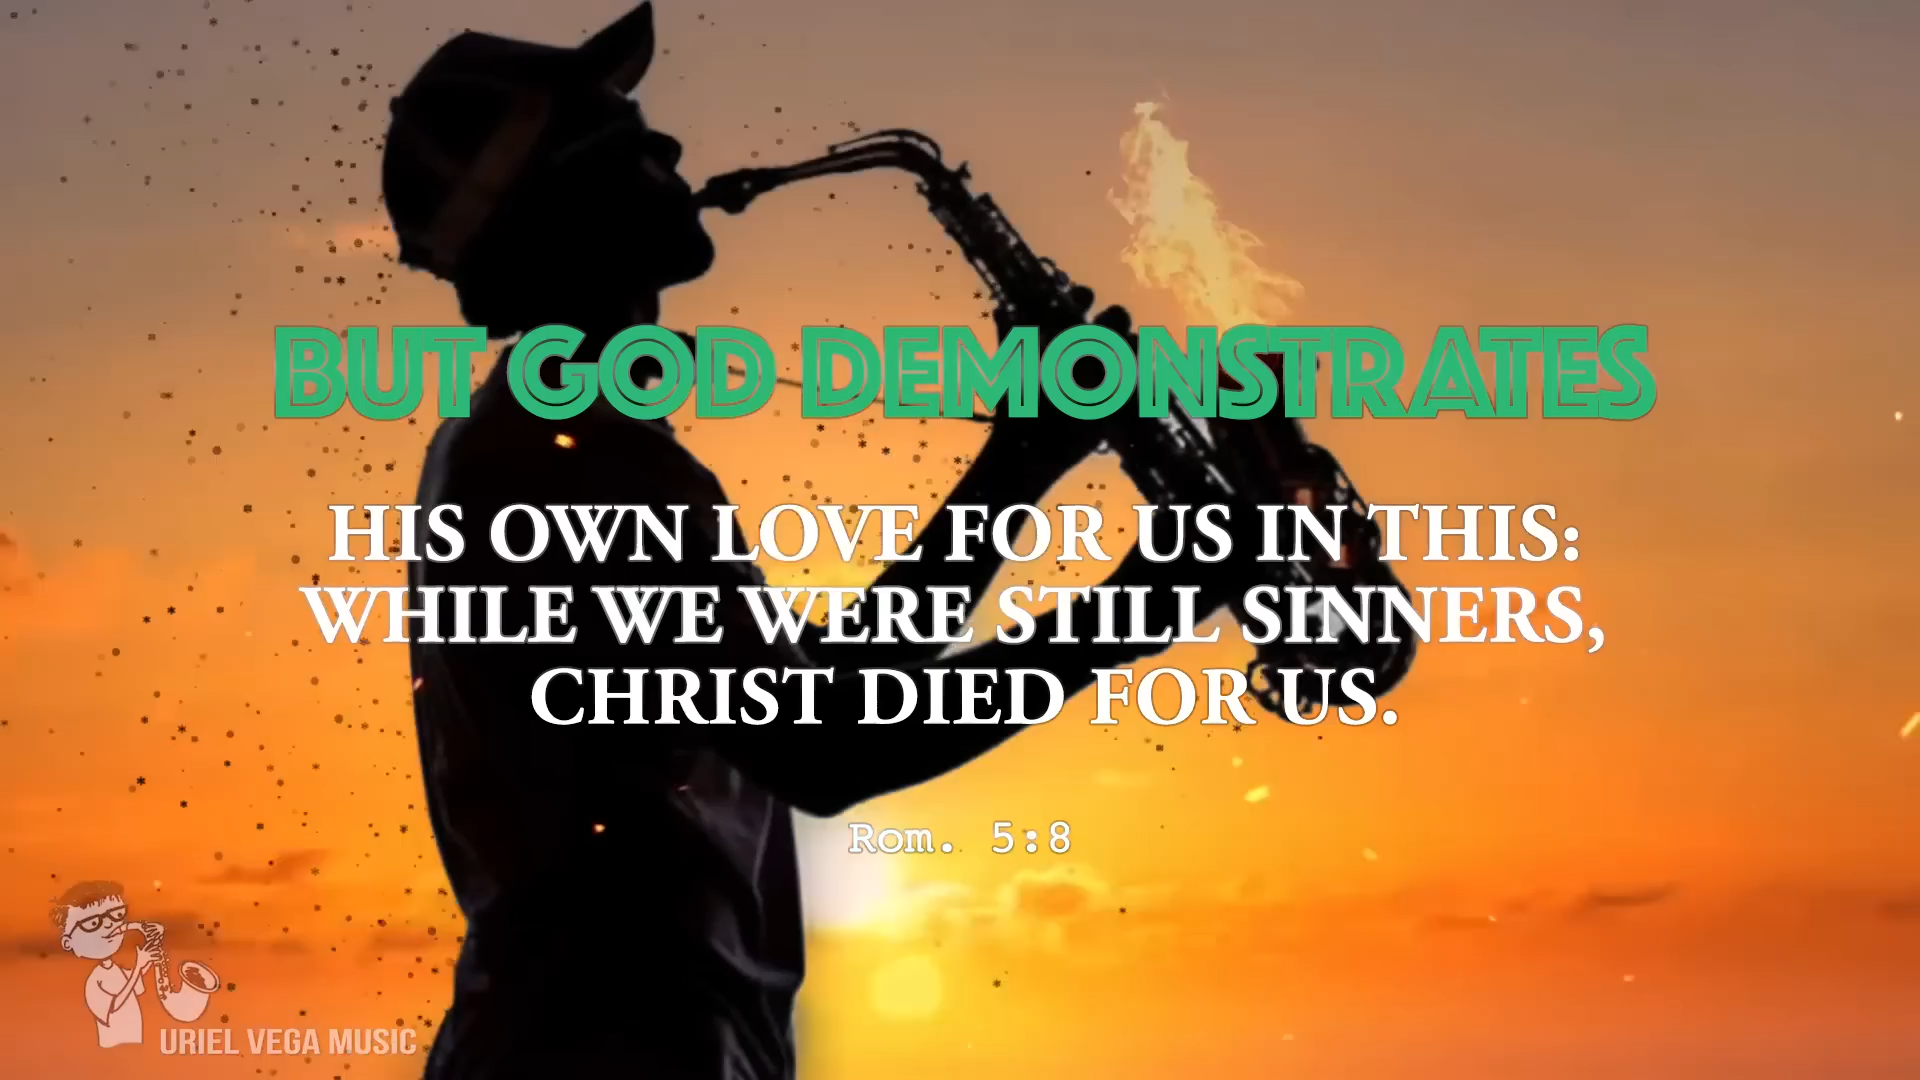 BUT GOD DEMONSTRATES
HIS OWN LOVE FOR US IN THIS:
WHILE WE WERE STILL SINNERS,
CHRIST DIED FOR US.
Rom. 5:8
URIEL VEGA MUSIC